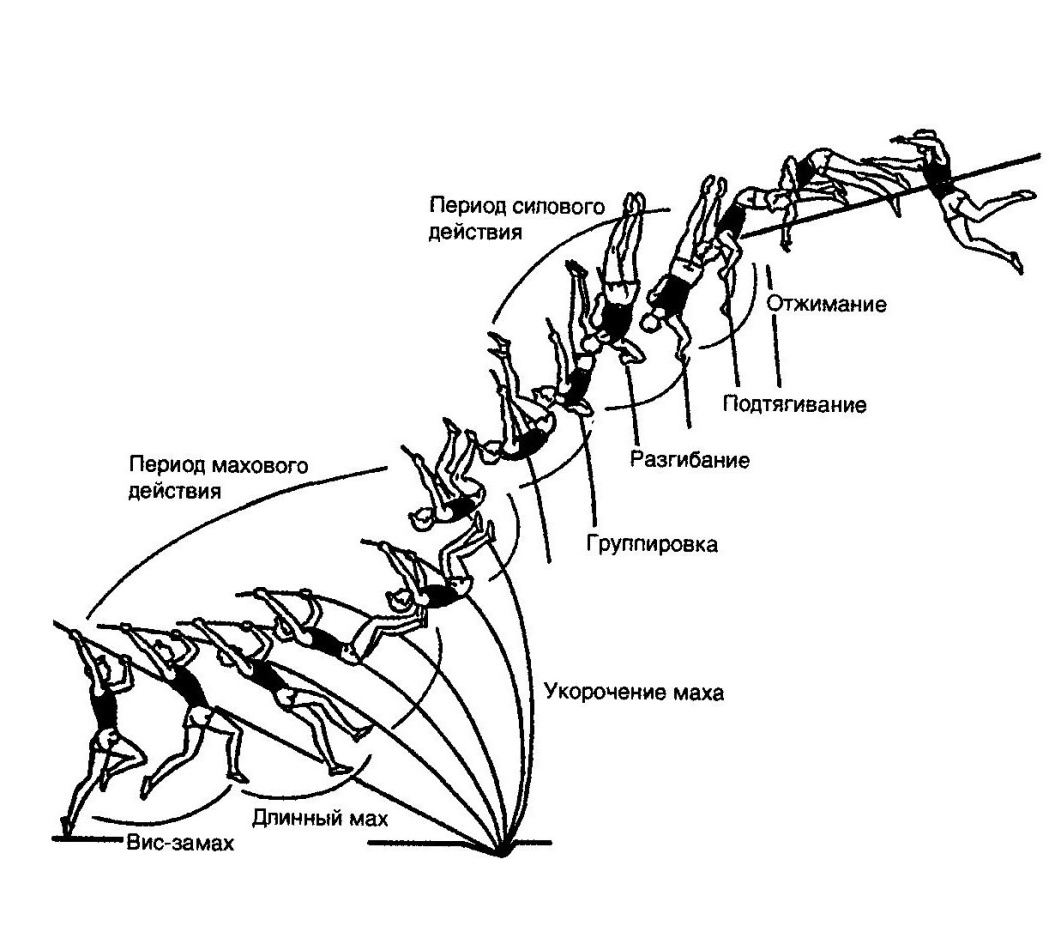 Период силового
действия
Отжимание
Подтягивание
Разгибание
Период махового
действия
Группировка
Укорочение маха
Длинный мах
Вис-замах